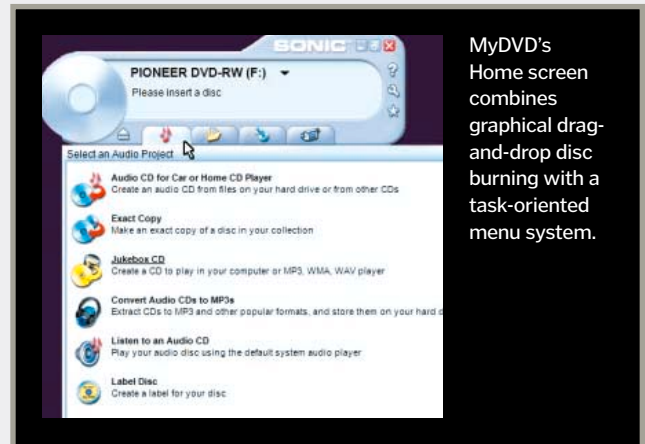 SONIC
PIONEER DVD-RW (F:)
Please insert a disc
Select an Audio Project
Audio CD for Car or Home CD Player
Create an audio CD from files on your hard drive or from other CDs
Exact Copy
Make an exact copy of a disc in your collection
Jukebox CD
Create a CD to play in your computer or MP3, WMA, WAV player
Convert Audio CDs to MP3s
Extract CDs to MP3 and other popular formats, and store them on your hard d
Listen to an Audio CD
Play your audio disc using the default system audio player
Label Disc
Create a label for your disc
MyDVD's
Home screen
combines
graphical drag-
and-drop disc
burning with a
task-oriented
menu system.